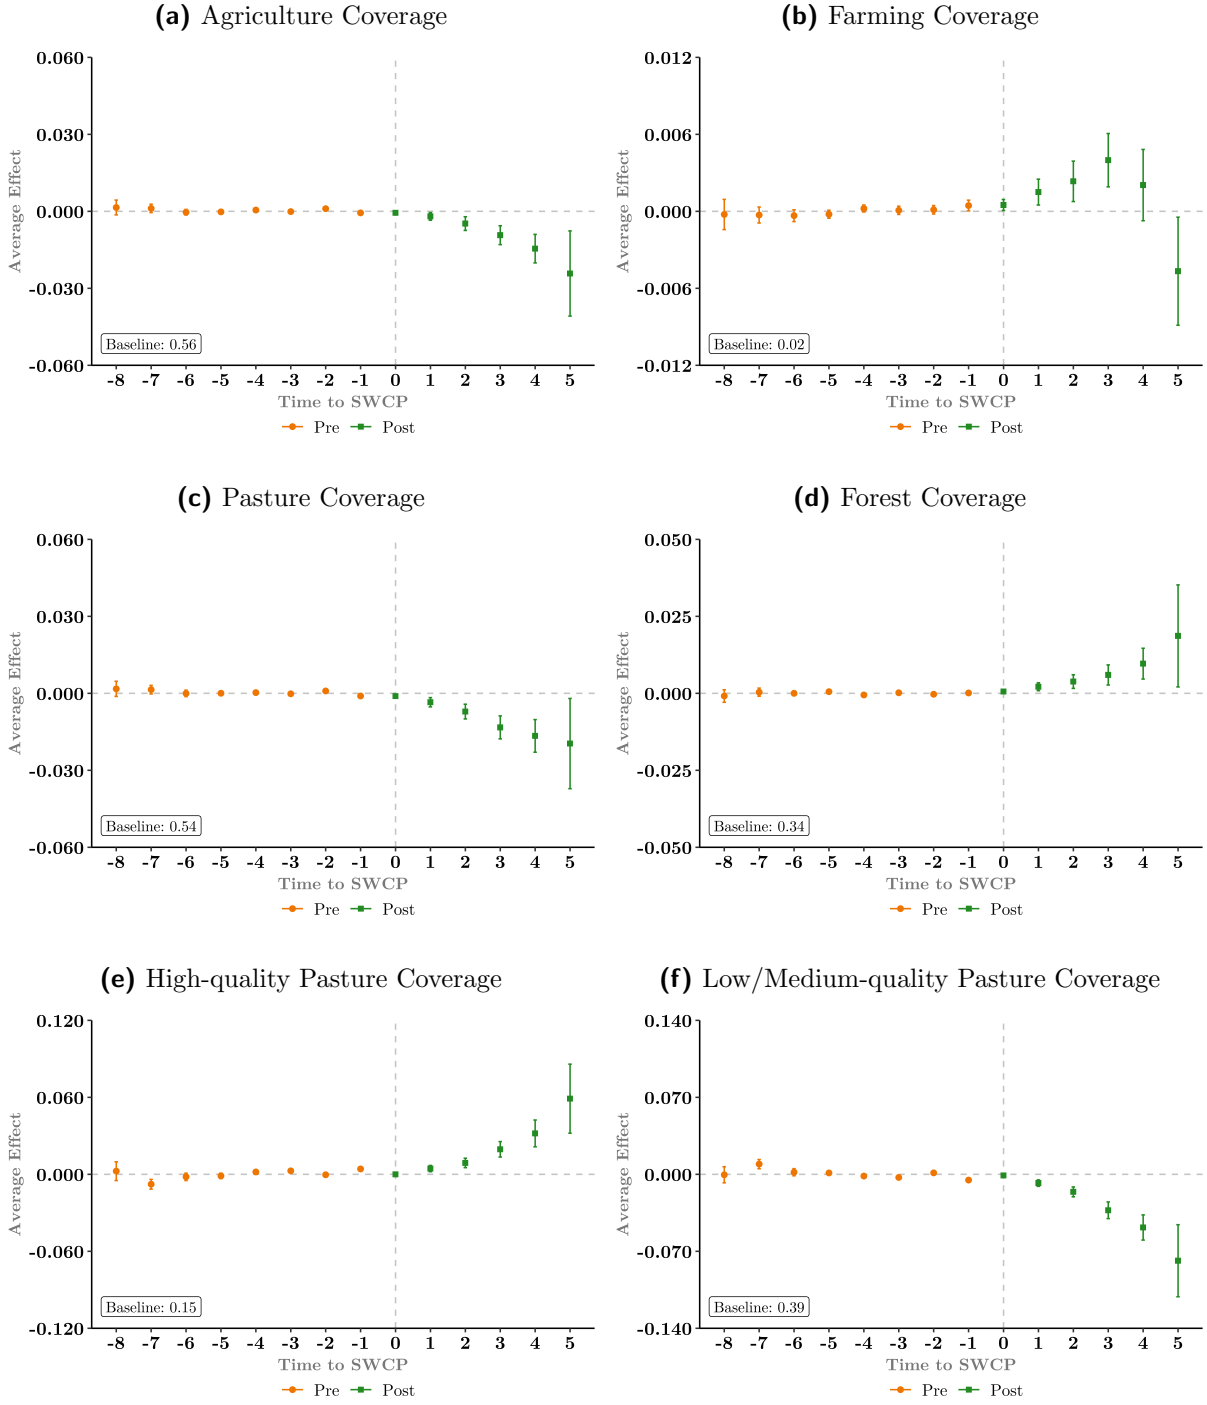 (a) Agriculture Coverage
0.060
0.030
0.000
-0.030
-0.060
Average Effect
Baseline: 0.56
-8 -7 -6 -5 -4 -3 -2 -1 0 1 2 3 4 5
Time to SWCP
Pre Post
(b) Farming Coverage
0.012
0.006
0.000
-0.006
-0.012
Average Effect
Baseline: 0.02
-8 -7 -6 -5 -4 -3 -2 -1 0 1 2 3 4 5
Time to SWCP
Pre Post
(c) Pasture Coverage
0.060
0.030
0.000
-0.030
-0.060
Average Effect
Baseline: 0.54
-8 -7 -6 -5 -4 -3 -2 -1 0 1 2 3 4 5
Time to SWCP
Pre Post
(d) Forest Coverage
0.050
0.025
0.000
-0.025
-0.050
Average Effect
Baseline: 0.34
-8 -7 -6 -5 -4 -3 -2 -1 0 1 2 3 4 5
Time to SWCP
Pre Post
(e) High-quality Pasture Coverage
0.120
0.060
0.000
-0.060
-0.120
Average Effect
Baseline: 0.15
-8 -7 -6 -5 -4 -3 -2 -1 0 1 2 3 4 5
Time to SWCP
Pre Post
(f) Low/Medium-quality Pasture Coverage
0.140
0.070
0.000
-0.070
-0.140
Average Effect
Baseline: 0.39
-8 -7 -6 -5 -4 -3 -2 -1 0 1 2 3 4 5
Time to SWCP
Pre Post